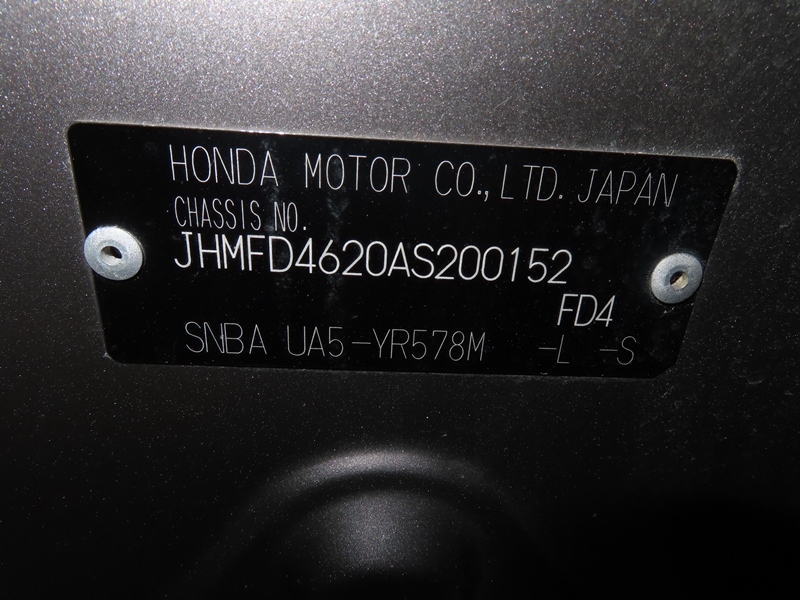 HONDA MOTOR CO.,LTD. JAPAN
CHASSIS NO.
JHMFD4620AS200152
FD4
SNBA UA5-YR578M -L -S